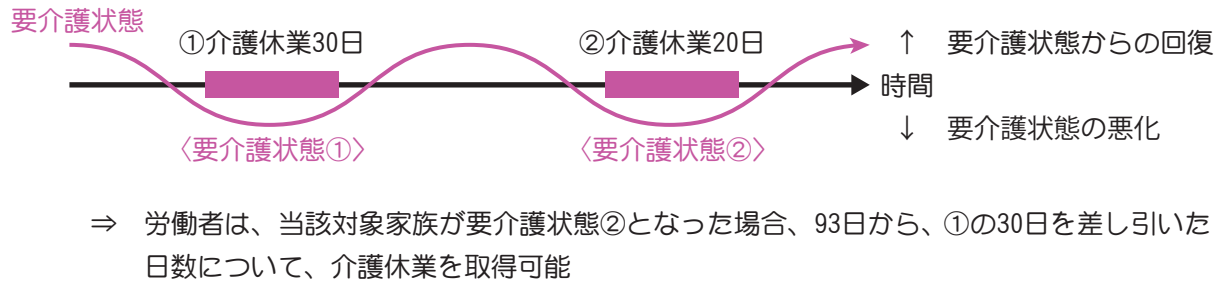 要介護状態
①介護休業30日
②介護休業20日
↑ 要介護状態からの回復
時間
↓ 要介護状態の悪化
〈要介護状態①〉
〈要介護状態②〉
⇒ 労働者は、当該対象家族が要介護状態②となった場合、93日から、①の30日を差し引いた
日数について、介護休業を取得可能